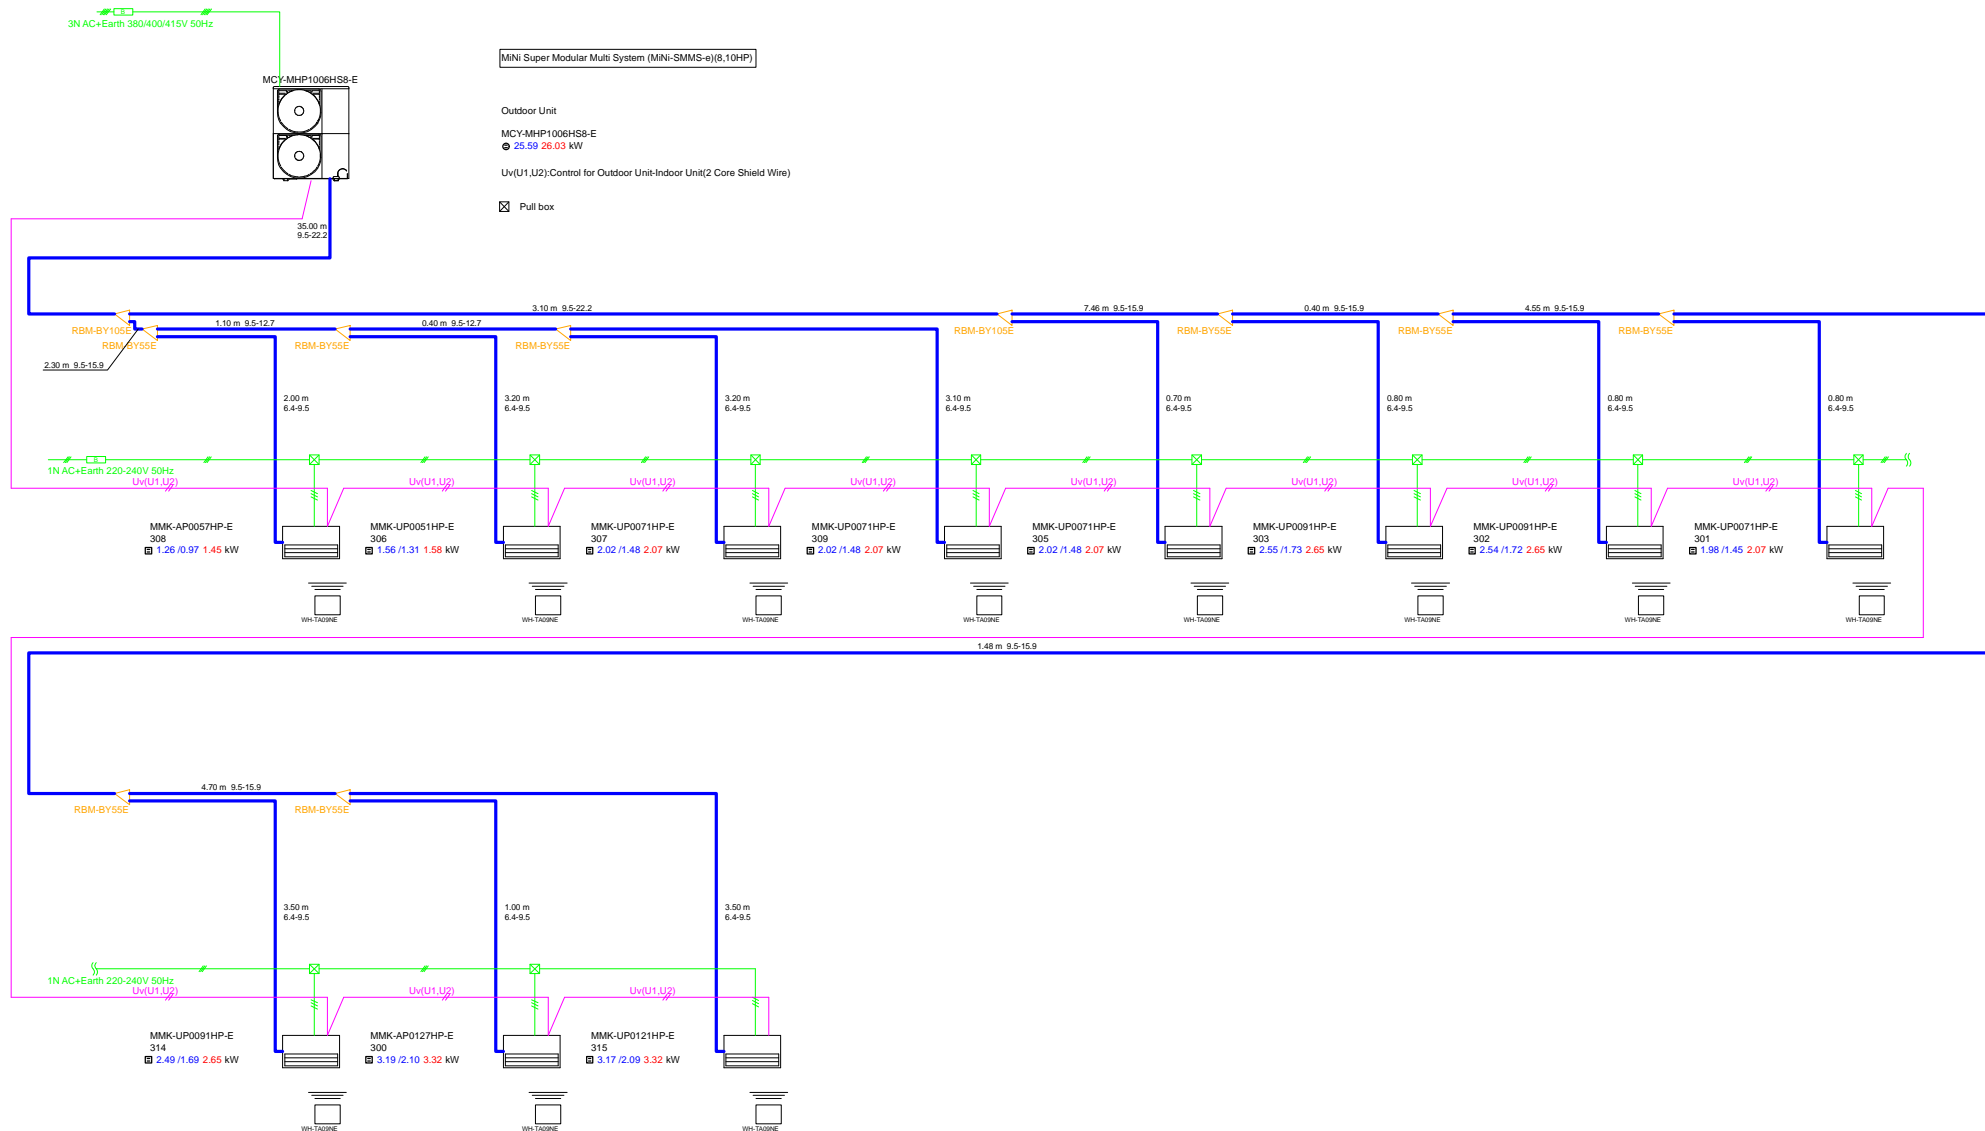 3N AC+Earth 380/400/415V 50Hz
MiNi Super Modular Multi System (MiNi-SMMS-e)(8,10HP)
MCY-MHP1006HS8-E
Outdoor Unit
MCY-MHP1006HS8-E
25.59 26.03 kW
Uv(U1,U2):Control for Outdoor Unit-Indoor Unit(2 Core Shield Wire)
Pull box
35.00 m
9.5-22.2
3.10 m 9.5-22.2
7.46 m 9.5-15.9
0.40 m 9.5-15.9
4.55 m 9.5-15.9
RBM-BY105E
1.10 m 9.5-12.7
0.40 m 9.5-12.7
RBM-BY105E
RBM-BY55E
RBM-BY55E
RBM-BY55E
RBM-BY55E
RBM-BY55E
RBM-BY55E
2.30 m 9.5-15.9
2.00 m
6.4-9.5
3.20 m
6.4-9.5
3.20 m
6.4-9.5
3.10 m
6.4-9.5
0.70 m
6.4-9.5
0.80 m
6.4-9.5
0.80 m
6.4-9.5
0.80 m
6.4-9.5
1N AC+Earth 220-240V 50Hz
Uv(U1,U2)
Uv(U1,U2)
Uv(U1,U2)
Uv(U1,U2)
Uv(U1,U2)
Uv(U1,U2)
Uv(U1,U2)
Uv(U1,U2)
MMK-AP0057HP-E
308
1.26 /0.97 1.45 kW
MMK-UP0051HP-E
306
1.56 /1.31 1.58 kW
MMK-UP0071HP-E
307
2.02 /1.48 2.07 kW
MMK-UP0071HP-E
309
2.02 /1.48 2.07 kW
MMK-UP0071HP-E
305
2.02 /1.48 2.07 kW
MMK-UP0091HP-E
303
2.55 /1.73 2.65 kW
MMK-UP0091HP-E
302
2.54 /1.72 2.65 kW
MMK-UP0071HP-E
301
1.98 /1.45 2.07 kW
WH-TA09NE
WH-TA09NE
WH-TA09NE
WH-TA09NE
WH-TA09NE
WH-TA09NE
WH-TA09NE
WH-TA09NE
1.48 m 9.5-15.9
4.70 m 9.5-15.9
RBM-BY55E
RBM-BY55E
3.50 m
6.4-9.5
1.00 m
6.4-9.5
3.50 m
6.4-9.5
1N AC+Earth 220-240V 50Hz
Uv(U1,U2)
Uv(U1,U2)
Uv(U1,U2)
MMK-UP0091HP-E
314
2.49 /1.69 2.65 kW
MMK-AP0127HP-E
300
3.19 /2.10 3.32 kW
MMK-UP0121HP-E
315
3.17 /2.09 3.32 kW
WH-TA09NE
WH-TA09NE
WH-TA09NE